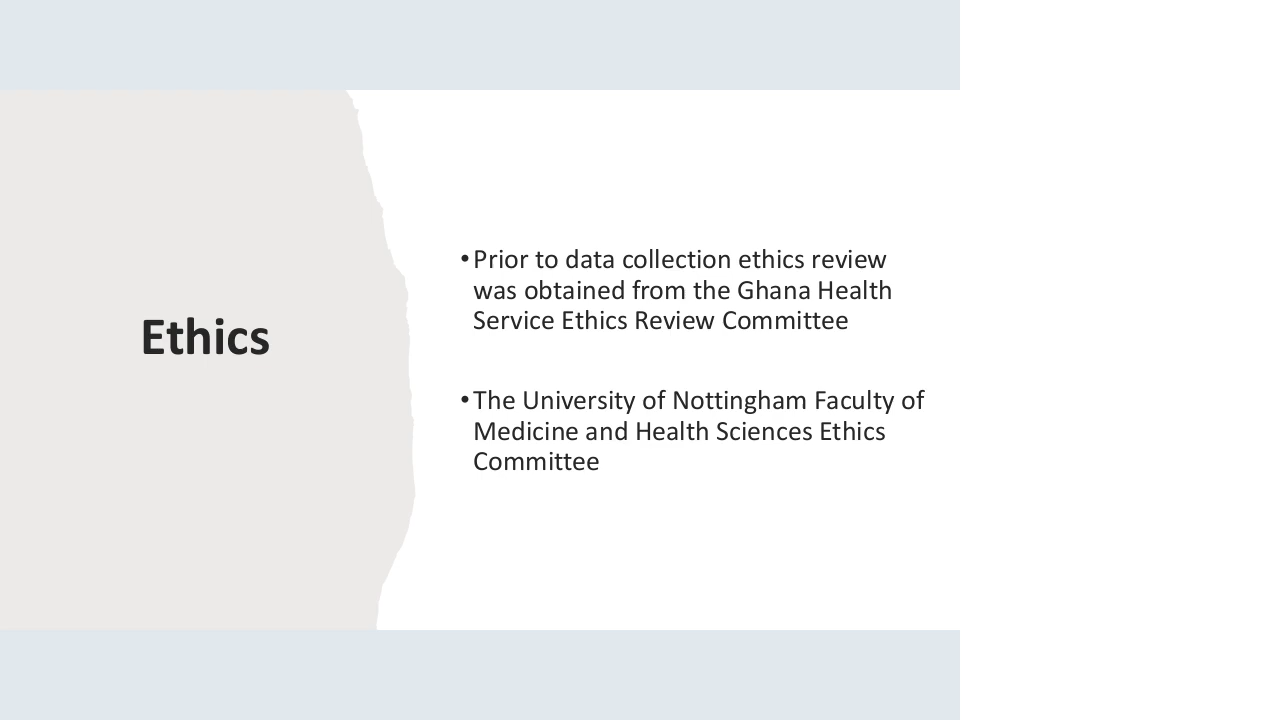 Ethics
•Prior to data collection ethics review
was obtained from the Ghana Health
Service Ethics Review Committee
•The University of Nottingham Faculty of
Medicine and Health Sciences Ethics
Committee